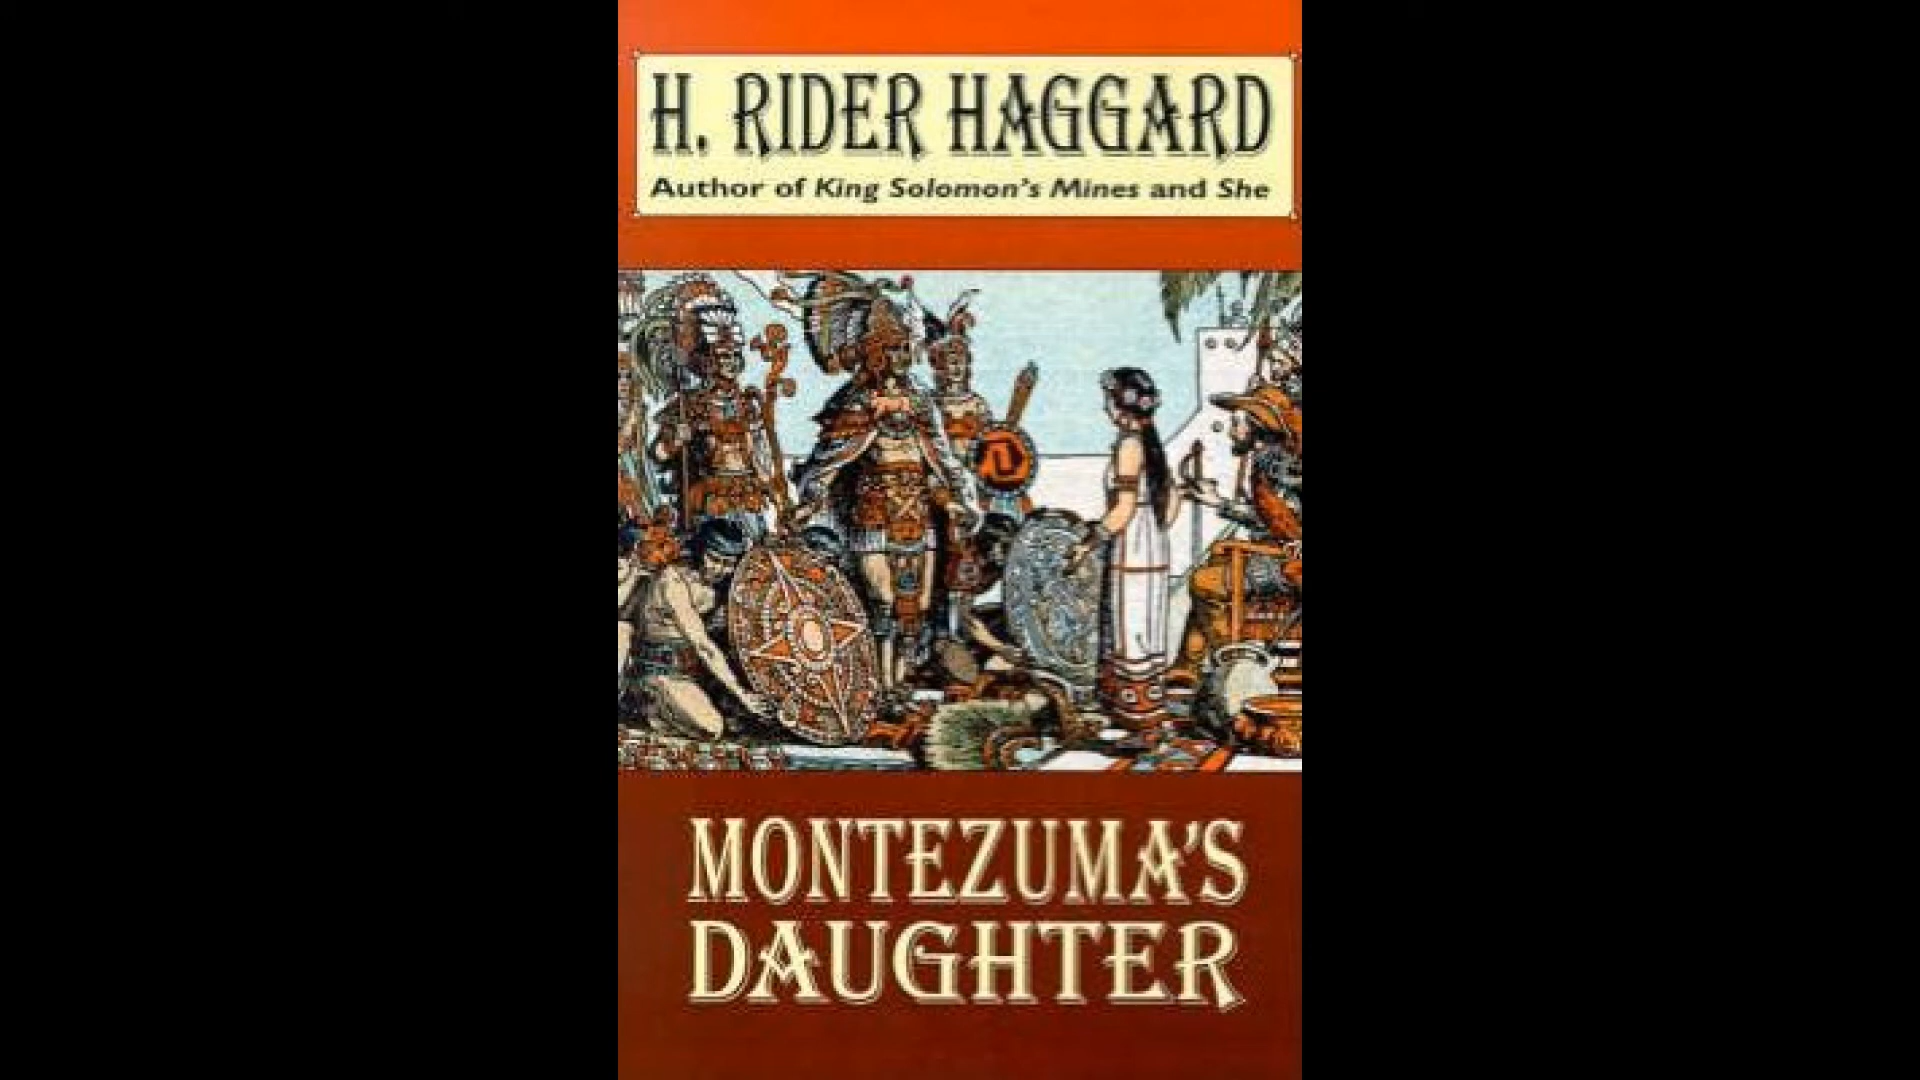 H. RIDER HAGGARD
Author of King Solomon's Mines and She
MONTEZUMA'S
DAUGHTER